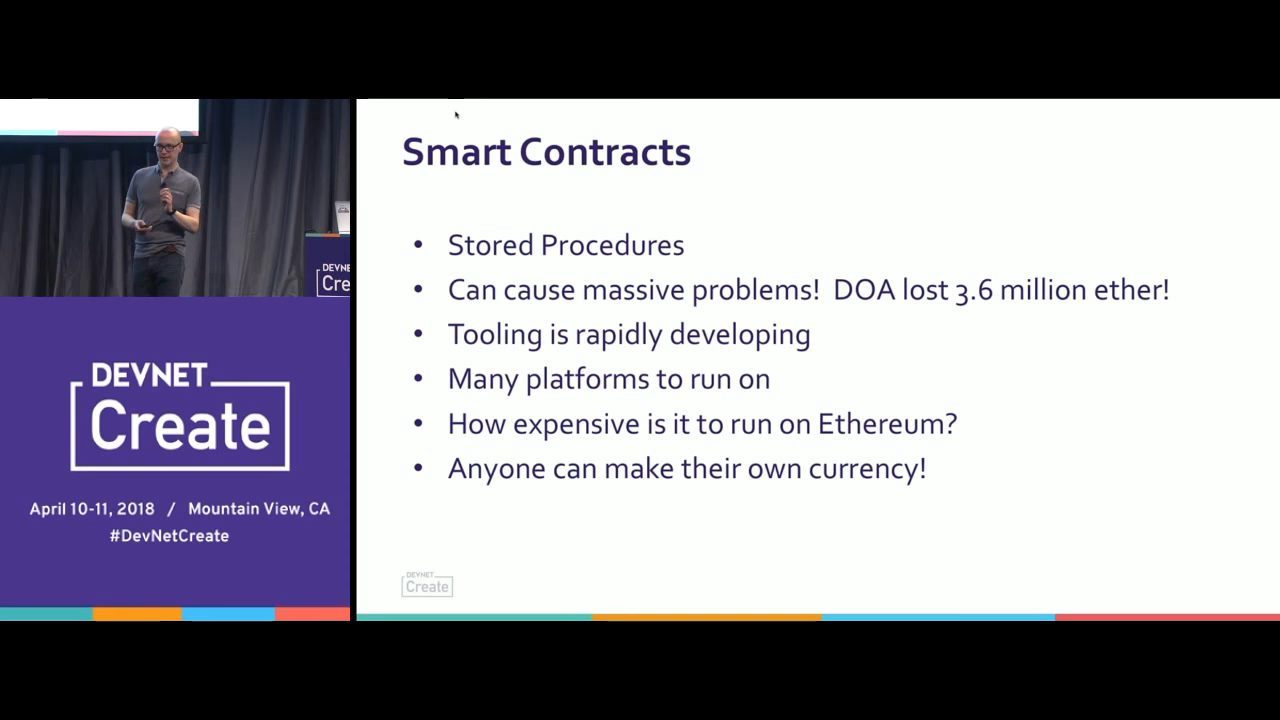 Smart Contracts
• Stored Procedures
• Can cause massive problems! DOA lost 3.6 million ether!
• Tooling is rapidly developing
• Many platforms to run on
• How expensive is it to run on Ethereum?
• Anyone can make their own currency!
DEVNET
Create
DEVNE
Cre
DEVNET
Create
April 10-11, 2018 / Mountain View, CA
#DevNetCreate